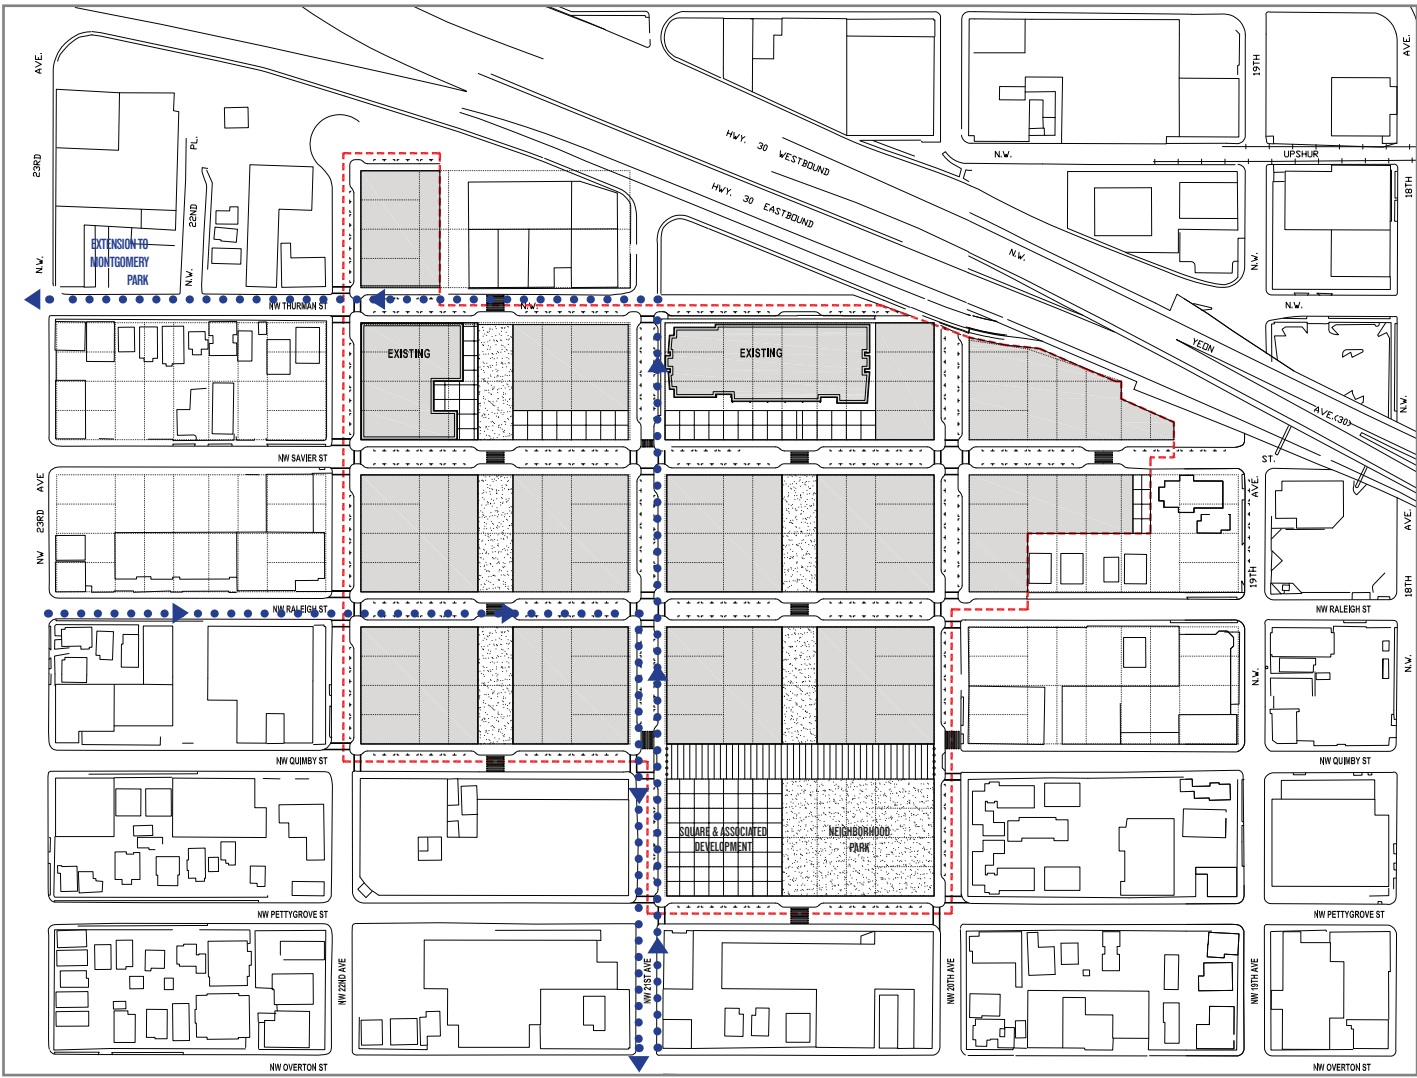 AVE.
23RD
N.W.
PL.
22ND
N.W.
HWY. 30 WESTBOUND
HWY. 30 EASTBOUND
N.W.
19TH
AVE.
N.W.
UPSHUR
18TH
N.W.
N.W.
EXTENSION TO
MONTGOMERY
PARK
NW THURMAN ST
N.W.
EXISTING
EXISTING
YEON
AVE.(30)
N.W.
NW SAVIER ST
ST.
AVE
23RD
NW
AVE.
19TH
AVE.
18TH
NW RALEIGH ST
NW RALEIGH ST
N.W.
N.W.
NW QUIMBY ST
NW QUIMBY ST
SQUARE & ASSOCIATED
DEVELOPMENT
NEIGHBORHOOD
PARK
NW PETTYGROVE ST
NW PETTYGROVE ST
NW 22ND AVE
NW 21ST AVE
NW 20TH AVE
NW 19TH AVE
NW OVERTON ST
NW OVERTON ST